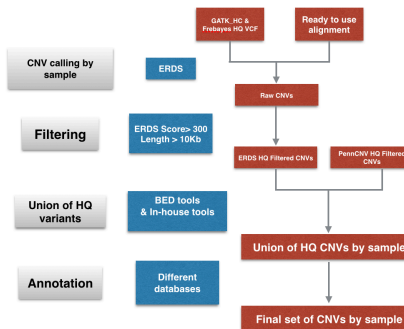 GATK_HC &
Frebayes HQ VCF
Ready to use
alignment
CNV calling by
sample
ERDS
Raw CNVs
Filtering
ERDS Score> 300
Length > 10Kb
ERDS HQ Filtered CNVs
PennCNV HQ Filtered
CNVs
Union of HQ
variants
BED tools
& In-house tools
Union of HQ CNVs by sample
Annotation
Different
databases
Final set of CNVs by sample